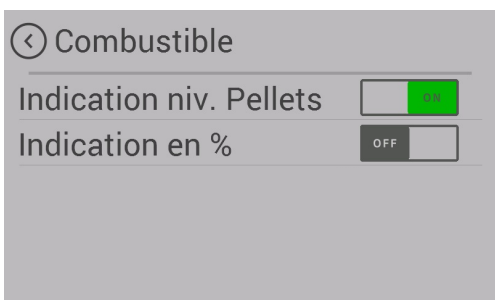 Combustible
Indication niv. Pellets ON
Indication en % OFF